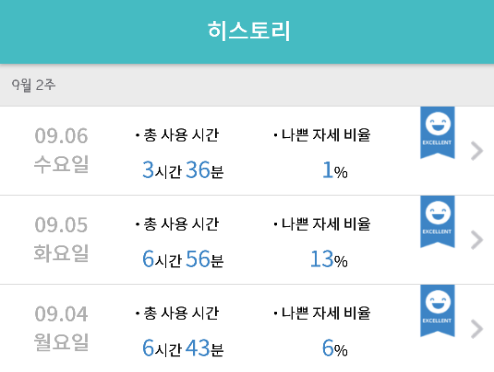 히스토리
9월 2주
09.06
수요일
• 총 사용 시간
3시간 36분
• 나쁜 자세 비율
1%
EXCELLENT
09.05
화요일
• 총 사용 시간
6시간 56분
• 나쁜 자세 비율
13%
EXCELLENT
09.04
월요일
• 총 사용 시간
6시간 43분
• 나쁜 자세 비율
6%
EXCELLENT